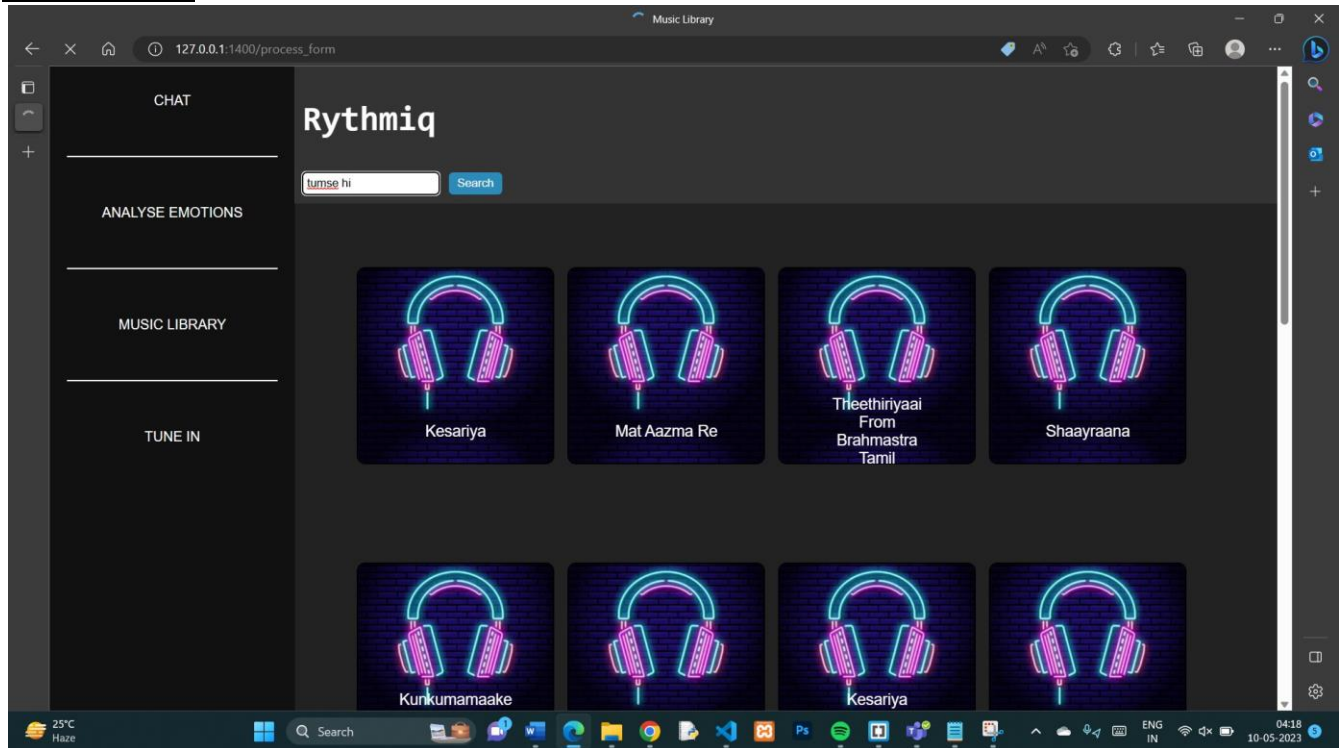 Music Library
127.0.0.1:1400/process_form
CHAT
ANALYSE EMOTIONS
MUSIC LIBRARY
TUNE IN
Rythmiq
tumse hi
Search
Kesariya
Mat Aazma Re
Theethiriyaai
From
Brahmastra
Tamil
Shaayraana
Kunkumamaake
Kesariya
25°C
Haze
Search
Ps
ENG
IN
04:18
10-05-2023
5